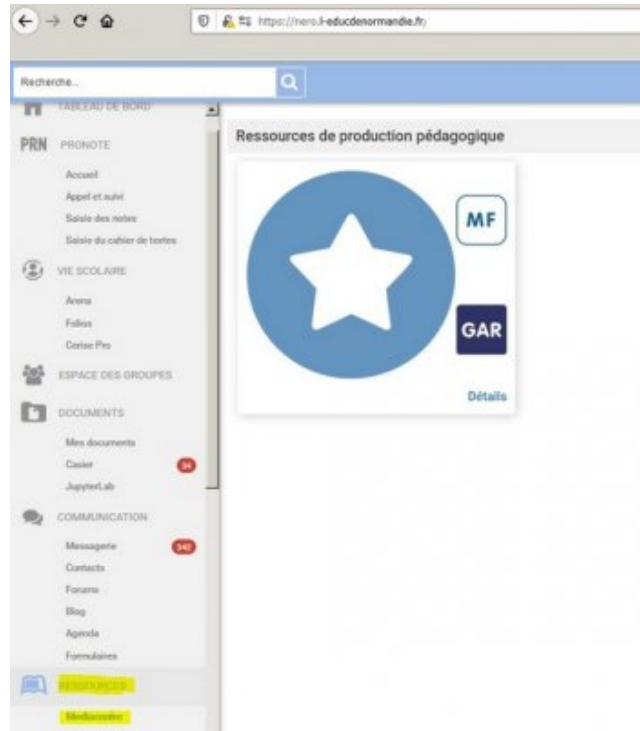 https://nero.l-educdenormandie.fr/
Recherche...
TABLEAU DE BORD
PRN PRONOTE
Accueil
Appel et suivi
Saisie des notes
Saisie du cahier de textes
VIE SCOLAIRE
Arena
Folios
Cerise Pro
ESPACE DES GROUPES
DOCUMENTS
Mes documents
Casier 34
JupyterLab
COMMUNICATION
Messagerie 342
Contacts
Forums
Blog
Agenda
Formulaires
RESSOURCES
Mediacentre
Ressources de production pédagogique
MF
GAR
Détails